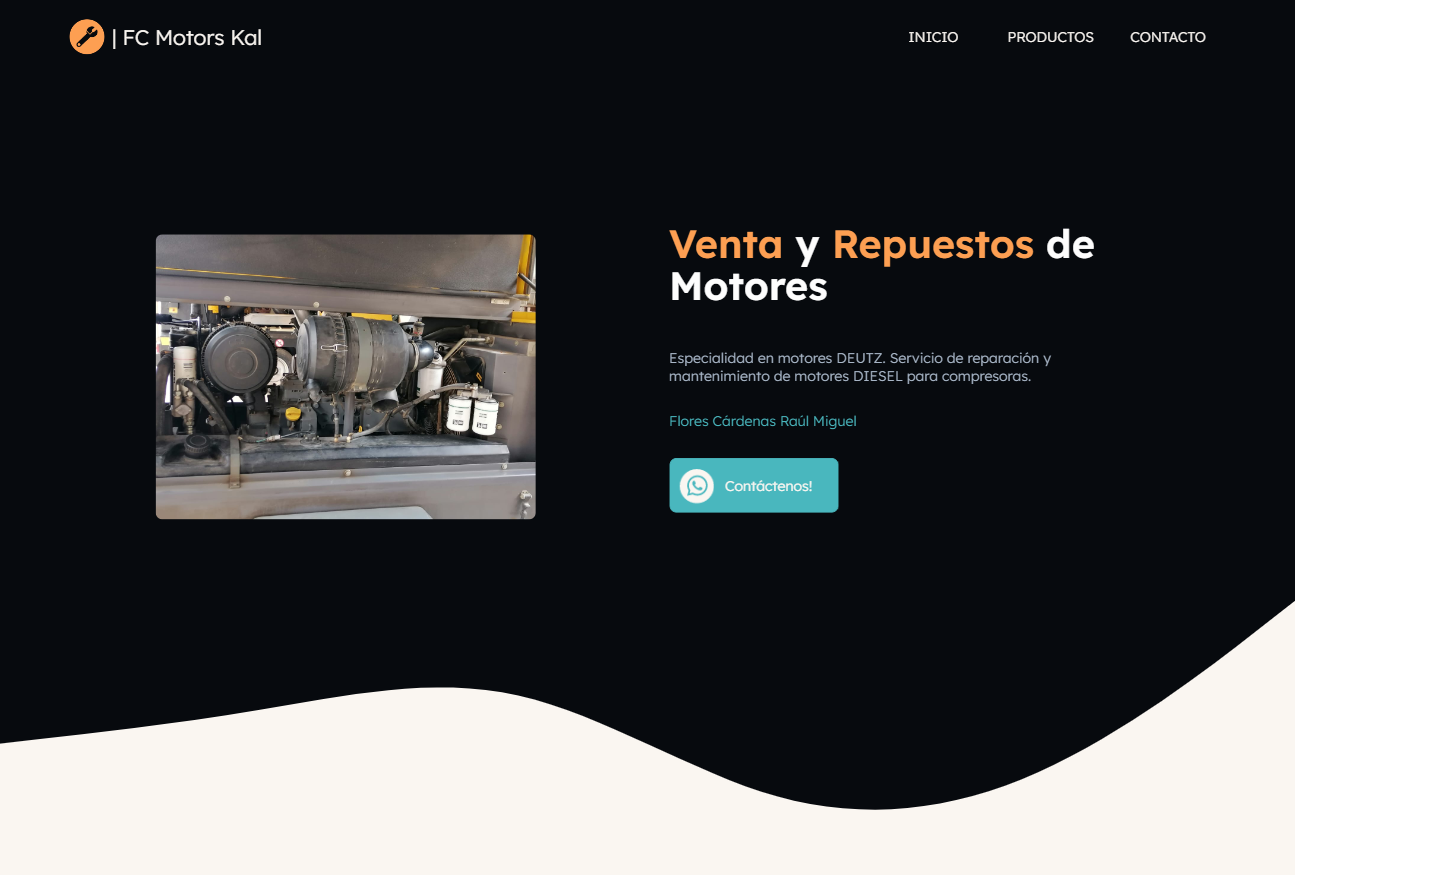 | FC Motors Kal
INICIO PRODUCTOS CONTACTO
Venta y Repuestos de
Motores
Especialidad en motores DEUTZ. Servicio de reparación y
mantenimiento de motores DIESEL para compresoras.
Flores Cárdenas Raúl Miguel
Contáctenos!